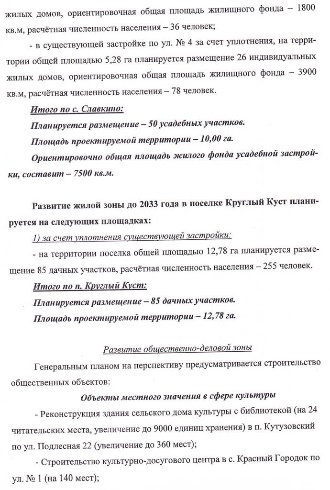 жилых домов, ориентировочная общая площадь жилищного фонда – 1800
кв.м, расчётная численность населения – 36 человек;
- в существующей застройке по ул. № 4 за счет уплотнения, на терри-
тории общей площадью 5,28 га планируется размещение 26 индивидуальных
жилых домов, ориентировочная общая площадь жилищного фонда – 3900
кв.м, расчётная численность населения – 78 человек.
Итого по с. Славкино:
Планируется размещение – 50 усадебных участков.
Площадь проектируемой территории – 10,00 га.
Ориентировочно общая площадь жилого фонда усадебной застрой-
ки, составит – 7500 кв.м.
Развитие жилой зоны до 2033 года в поселке Круглый Куст плани-
руется на следующих площадках:
1) за счет уплотнения существующей застройки:
- на территории поселка общей площадью 12,78 га планируется разме-
щение 85 дачных участков, расчётная численность населения – 255 человек.
Итого по п. Круглый Куст:
Планируется размещение – 85 дачных участков.
Площадь проектируемой территории – 12,78 га.
Развитие общественно-деловой зоны
Генеральным планом на перспективу предусматривается строительство
общественных объектов:
Объекты местного значения в сфере культуры
- Реконструкция здания сельского дома культуры с библиотекой (на 24
читательских места, увеличение до 9000 единиц хранения) в п. Кутузовский
по ул. Подлесная 22 (увеличение до 360 мест);
- Строительство культурно-досугового центра в с. Красный Городок по
ул. № 1 (на 140 мест);